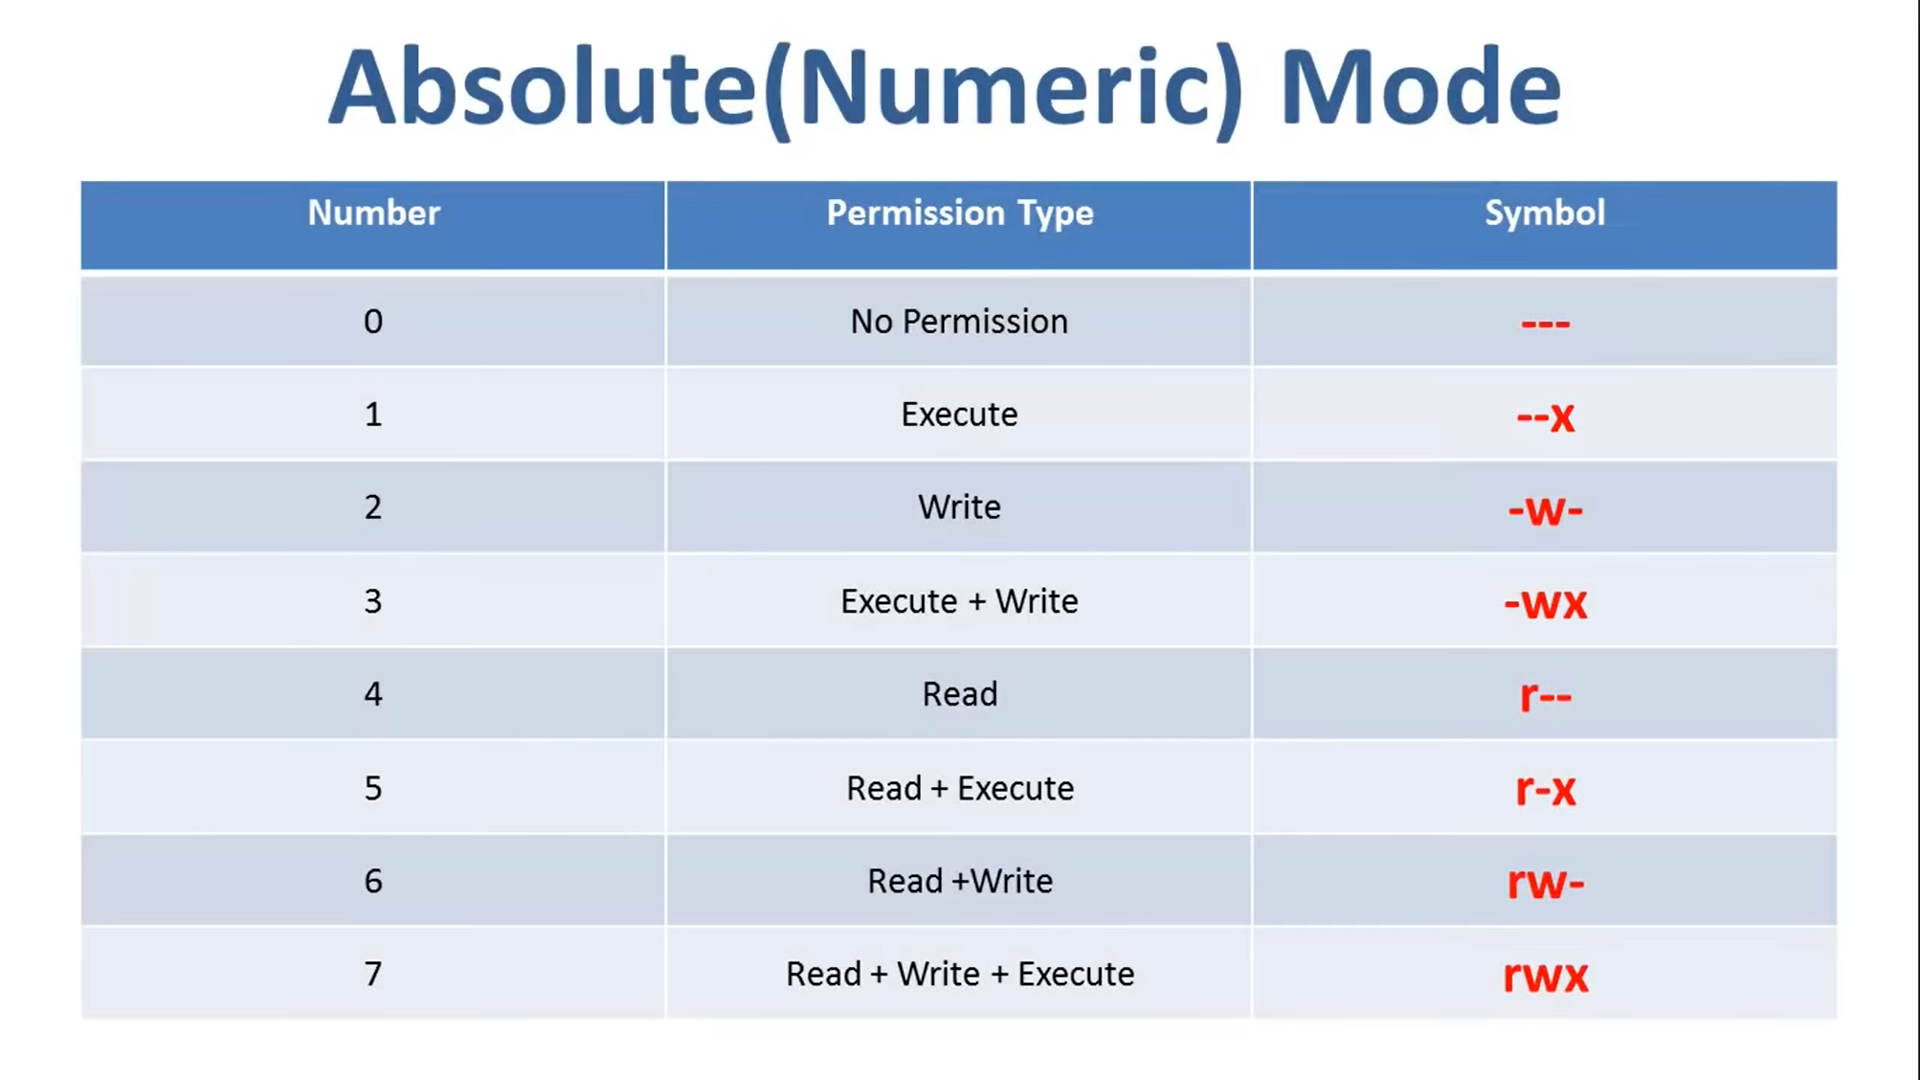 Absolute(Numeric) Mode
Number Permission Type Symbol
0 No Permission ---
1 Execute --x
2 Write -w-
3 Execute + Write -wx
4 Read r--
5 Read + Execute r-x
6 Read +Write rw-
7 Read + Write + Execute rwx